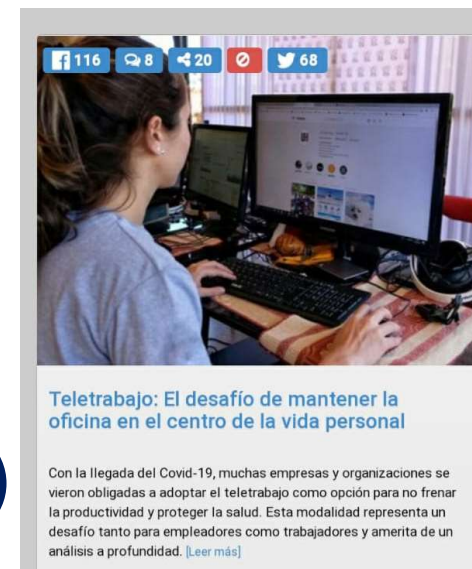 116
8
20
68
Teletrabajo: El desafío de mantener la
oficina en el centro de la vida personal
Con la llegada del Covid-19, muchas empresas y organizaciones se
vieron obligadas a adoptar el teletrabajo como opción para no frenar
la productividad y proteger la salud. Esta modalidad representa un
desafío tanto para empleadores como trabajadores y amerita de un
análisis a profundidad. [Leer más]